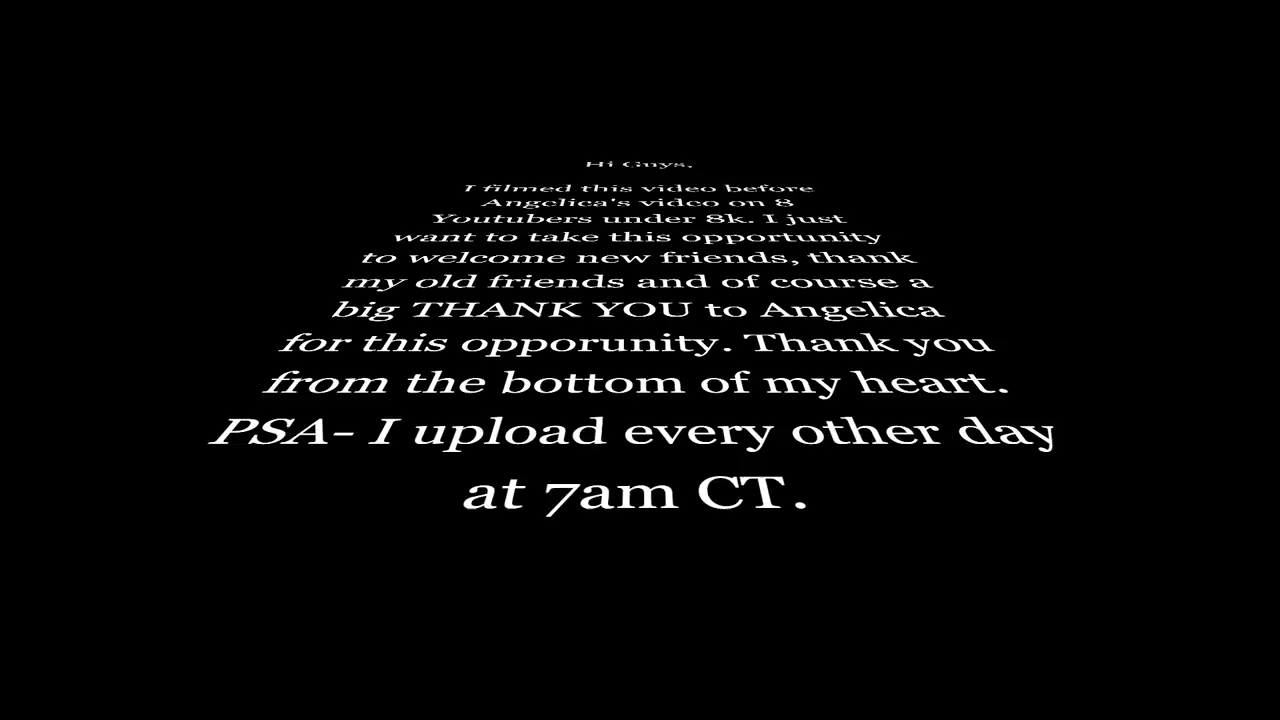 Hi Guys,
I filmed this video before
Angelica's video on 8
Youtubers under 8k. I just
want to take this opportunity
to welcome new friends, thank
my old friends and of course a
big THANK YOU to Angelica
for this opporunity. Thank you
from the bottom of my heart.
PSA- I upload every other day
at 7am CT.